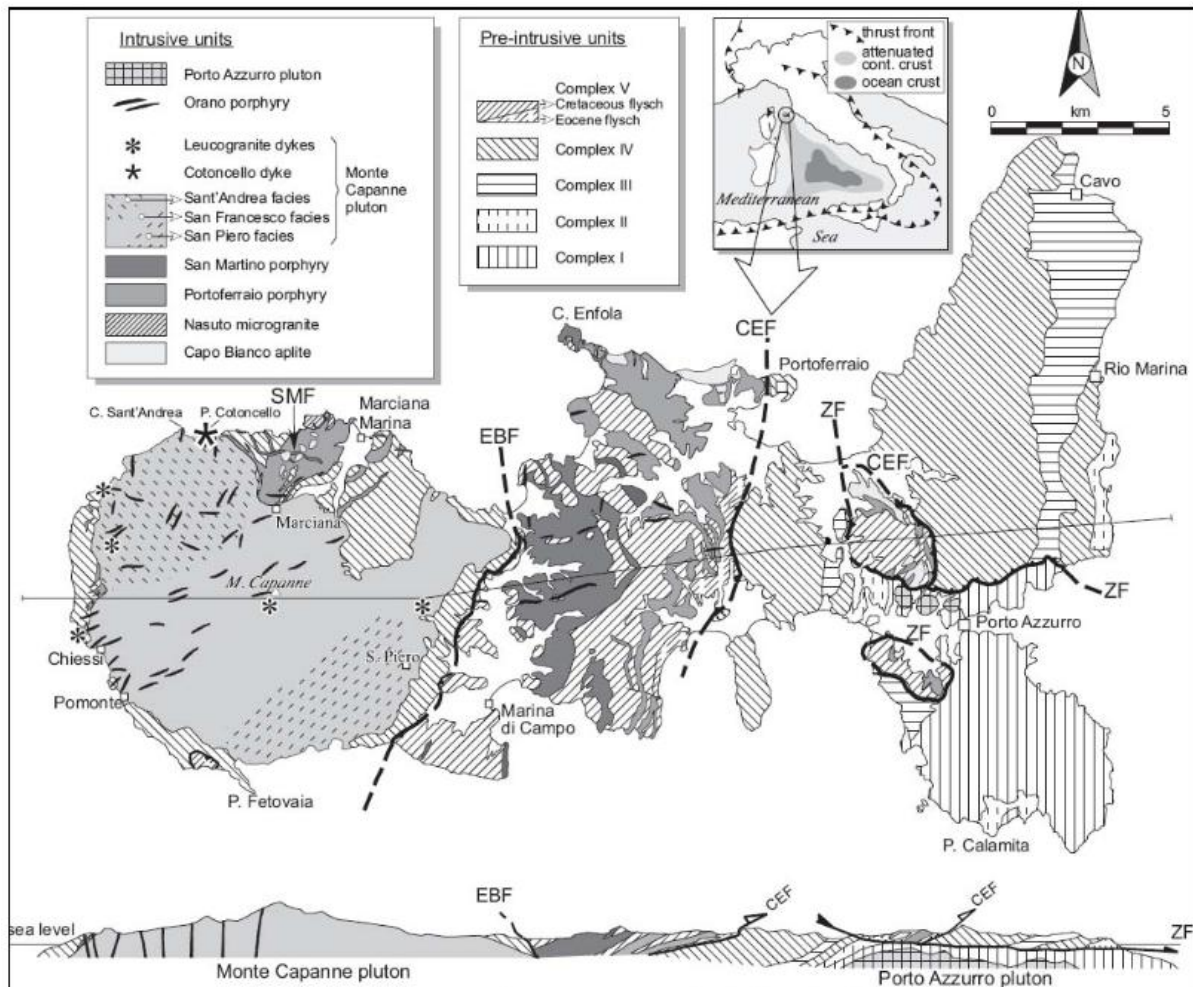 Intrusive units
Porto Azzurro pluton
Orano porphyry
Leucogranite dykes
Cotoncello dyke
Sant'Andrea facies
San Francesco facies
San Piero facies
Monte
Capanne
pluton
San Martino porphyry
Portoferraio porphyry
Nasuto microgranite
Capo Bianco aplite
Pre-intrusive units
Complex V
Cretaceous flysch
Eocene flysch
Complex IV
Complex III
Complex II
Complex I
thrust front
attenuated
cont. crust
ocean crust
Mediterranean
Sea
N
0 5
km
Cavo
C. Enfola
CEF
Portoferraio
Rio Marina
SMF
Marciana
Marina
C. Sant'Andrea
P. Cotoncello
EBF
ZF
CEF
Marciana
M. Capanne
ZF
Porto Azzurro
ZF
Chiessi
S. Piero
Pomonte
Marina
di Campo
P. Fetovaia
P. Calamita
EBF
CEF
CEF
sea level
ZF
Monte Capanne pluton
Porto Azzurro pluton